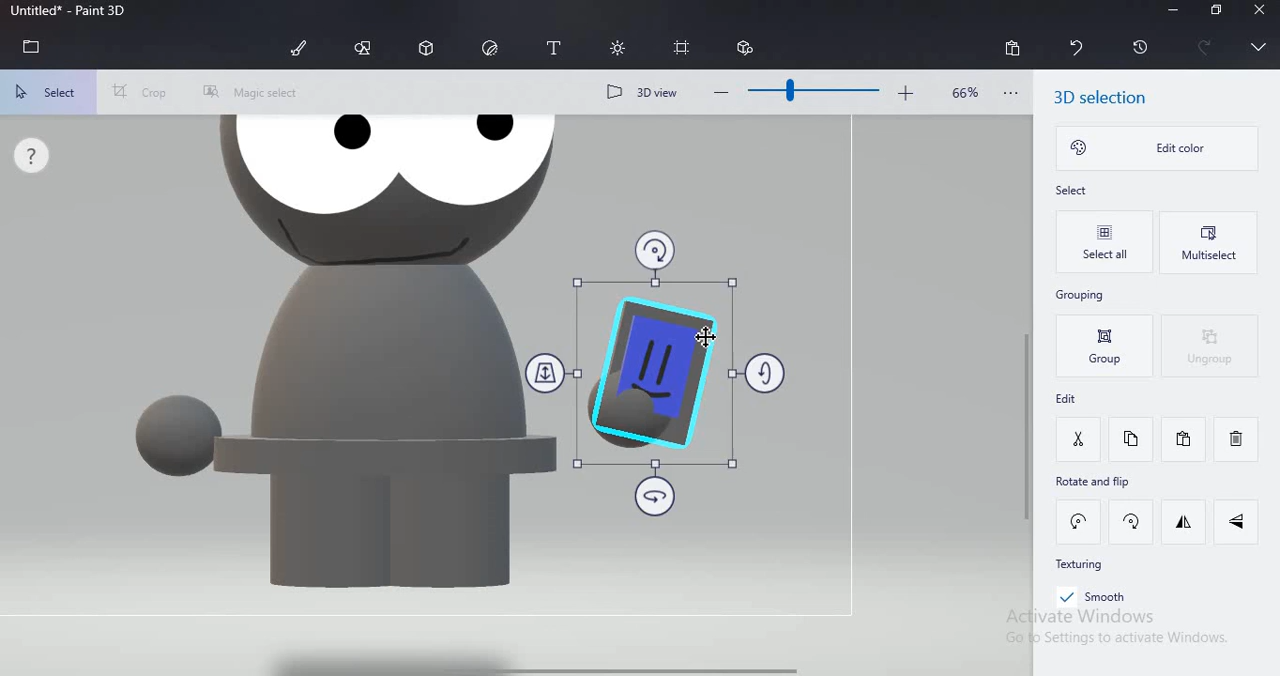 Untitled* - Paint 3D
Select
Crop
Magic select
3D view
66%
?
3D selection
Edit color
Select
Select all
Multiselect
Grouping
Group
Ungroup
Edit
Rotate and flip
Texturing
Smooth
Activate Windows
Go to Settings to activate Windows.